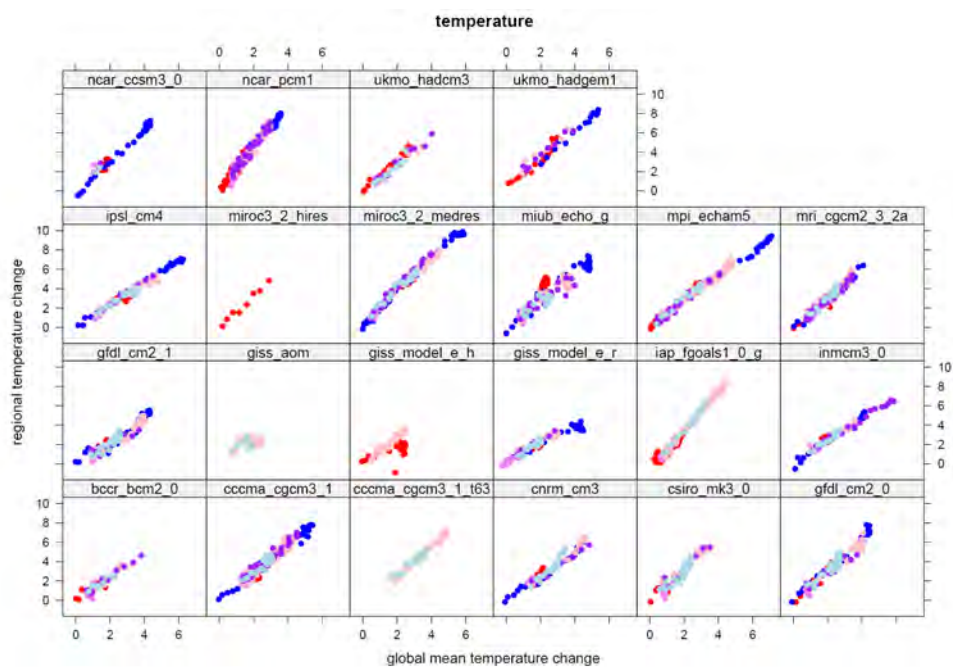 temperature
0 2 4 6 0 2 4 6
ncar_ccsm3_0 ncar_pcm1 ukmo_hadcm3 ukmo_hadgem1
10
8
6
4
2
0
ipsl_cm4 miroc3_2_hires miroc3_2_medres miub_echo_g mpi_echam5 mri_cgcm2_3_2a
10
8
6
4
2
0
gfdl_cm2_1 giss_aom giss_model_e_h giss_model_e_r iap_fgoals1_0_g inmcm3_0
10
8
6
4
2
0
bccr_bcm2_0 cccma_cgcm3_1 cccma_cgcm3_1_t63 cnrm_cm3 csiro_mk3_0 gfdl_cm2_0
10
8
6
4
2
0
0 2 4 6 0 2 4 6 0 2 4 6
regional temperature change
global mean temperature change